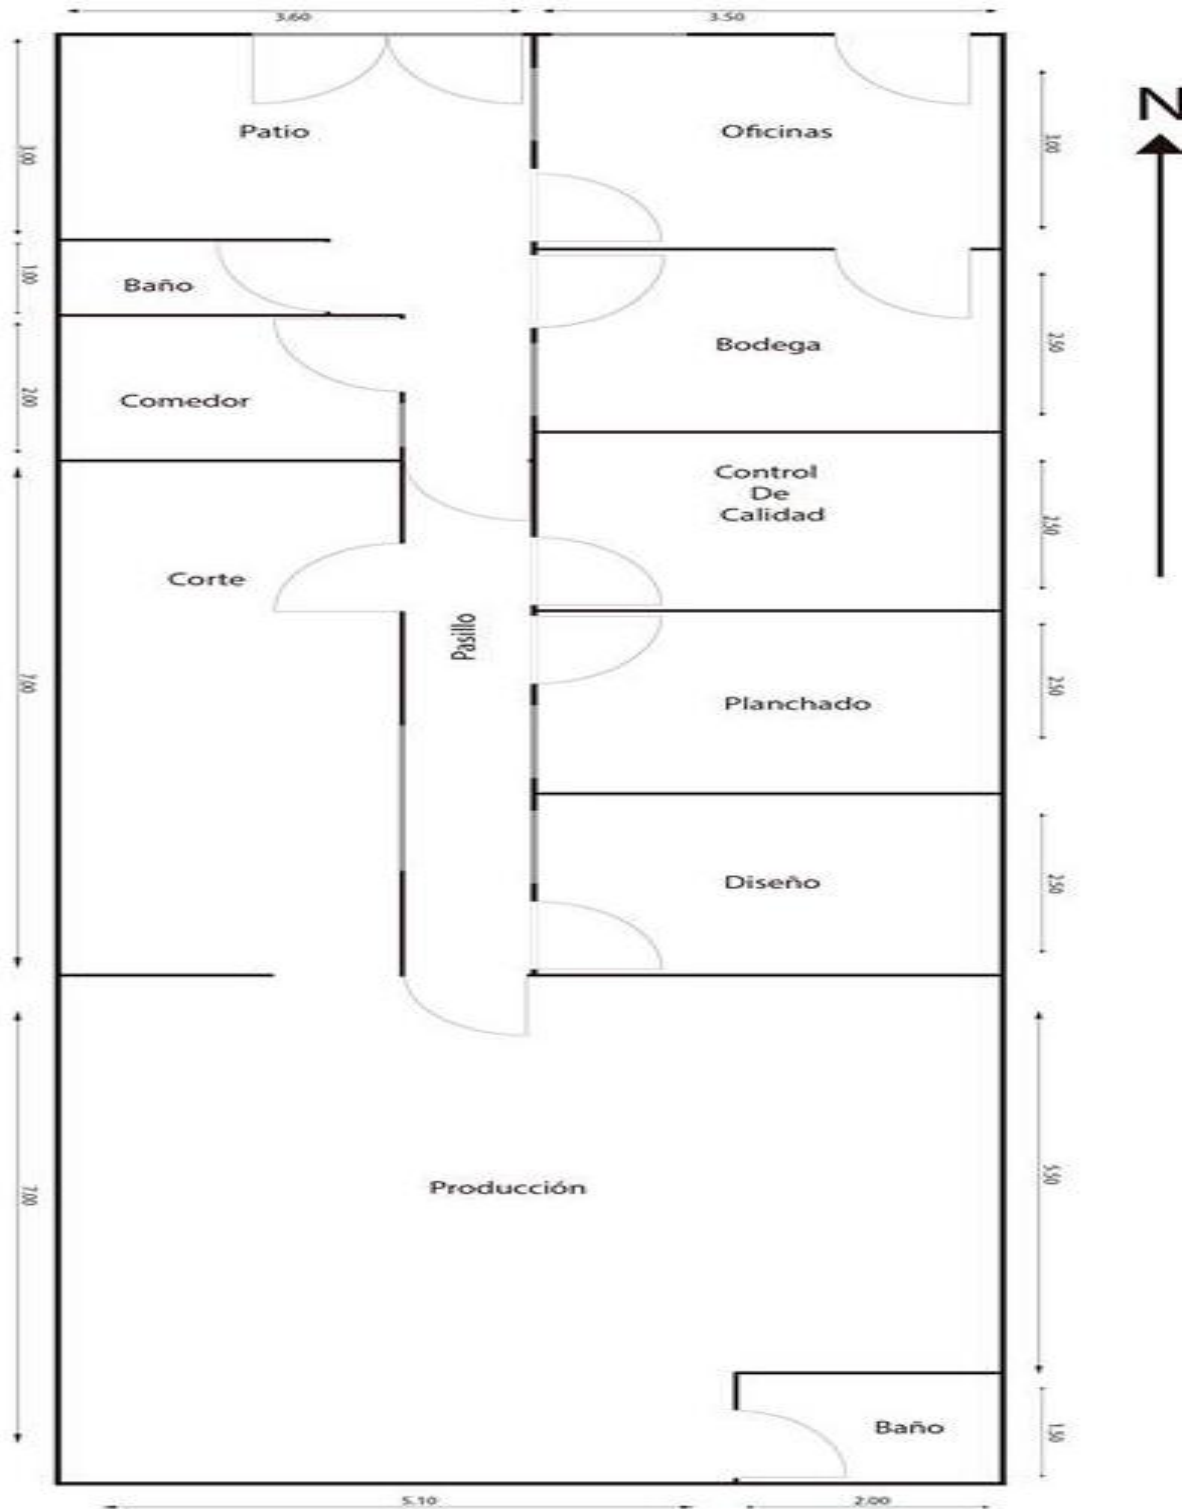 3.60
3.50
N
Patio
Oficinas
3.00
3.00
1.00
Baño
Bodega
2.50
Comedor
2.00
Control
De
Calidad
2.50
Corte
Pasillo
7.00
Planchado
2.50
Diseño
2.50
Producción
7.00
5.50
Baño
1.50
5.10
2.00